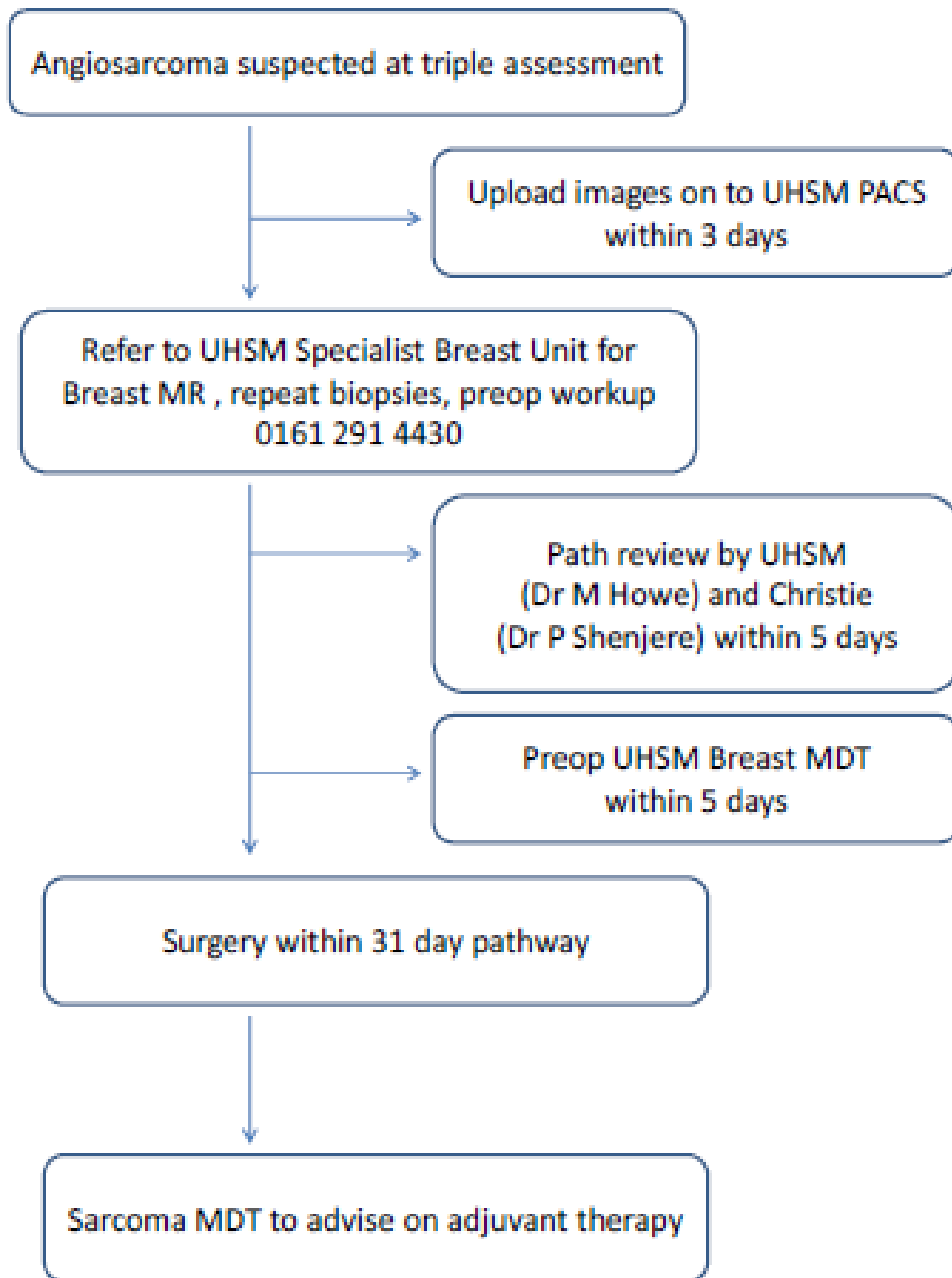 Angiosarcoma suspected at triple assessment
Upload images on to UHSM PACS
within 3 days
Refer to UHSM Specialist Breast Unit for
Breast MR , repeat biopsies, preop workup
0161 291 4430
Path review by UHSM
(Dr M Howe) and Christie
(Dr P Shenjere) within 5 days
Preop UHSM Breast MDT
within 5 days
Surgery within 31 day pathway
Sarcoma MDT to advise on adjuvant therapy